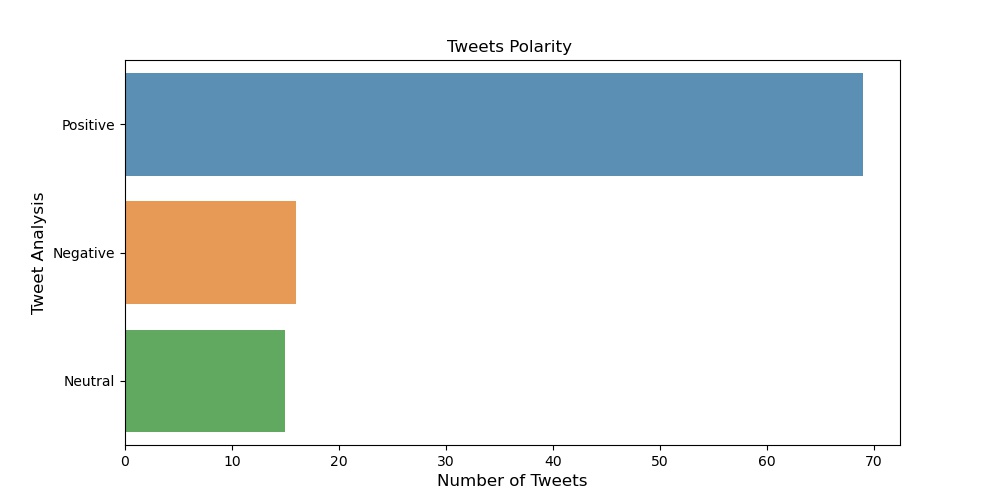 Tweets Polarity
Tweet Analysis
Positive
Negative
Neutral
0 10 20 30 40 50 60 70
Number of Tweets